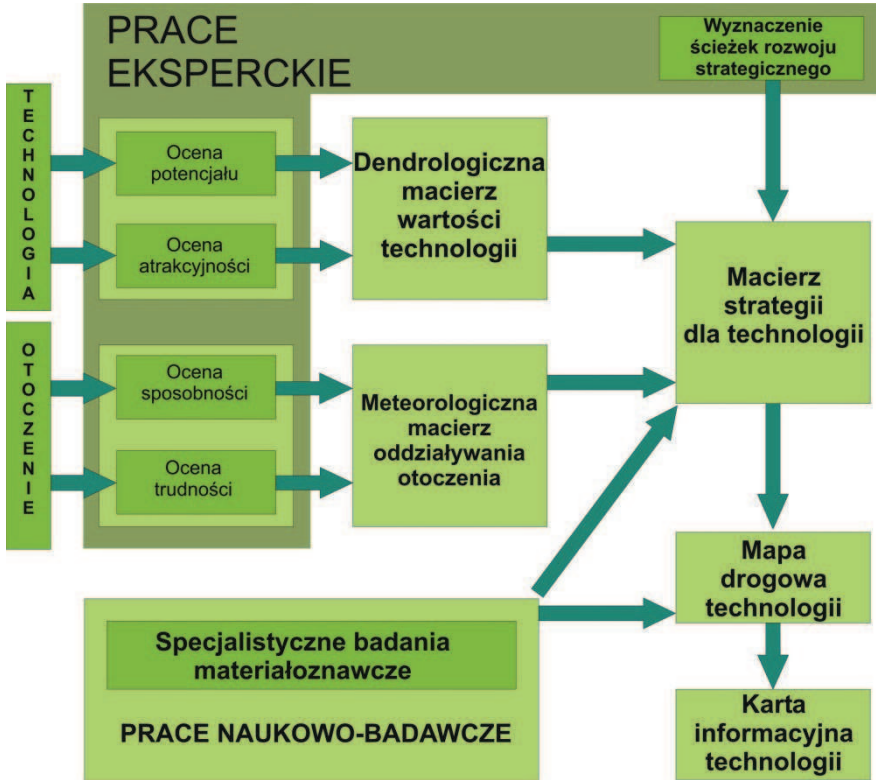 PRACE
EKSPERCKIE
Wyznaczenie
ścieżek rozwoju
strategicznego
TECHNOLOGIA
Ocena
potencjału
Ocena
atrakcyjności
Dendrologiczna
macierz
wartości
technologii
Macierz
strategii
dla technologii
OTOCZENIE
Ocena
sposobności
Ocena
trudności
Meteorologiczna
macierz
oddziaływania
otoczenia
Mapa
drogowa
technologii
Specjalistyczne badania
materiałoznawcze
PRACE NAUKOWO-BADAWCZE
Karta
informacyjna
technologii